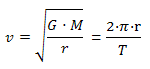 v = √(G · M / r) = 2·π·r / T